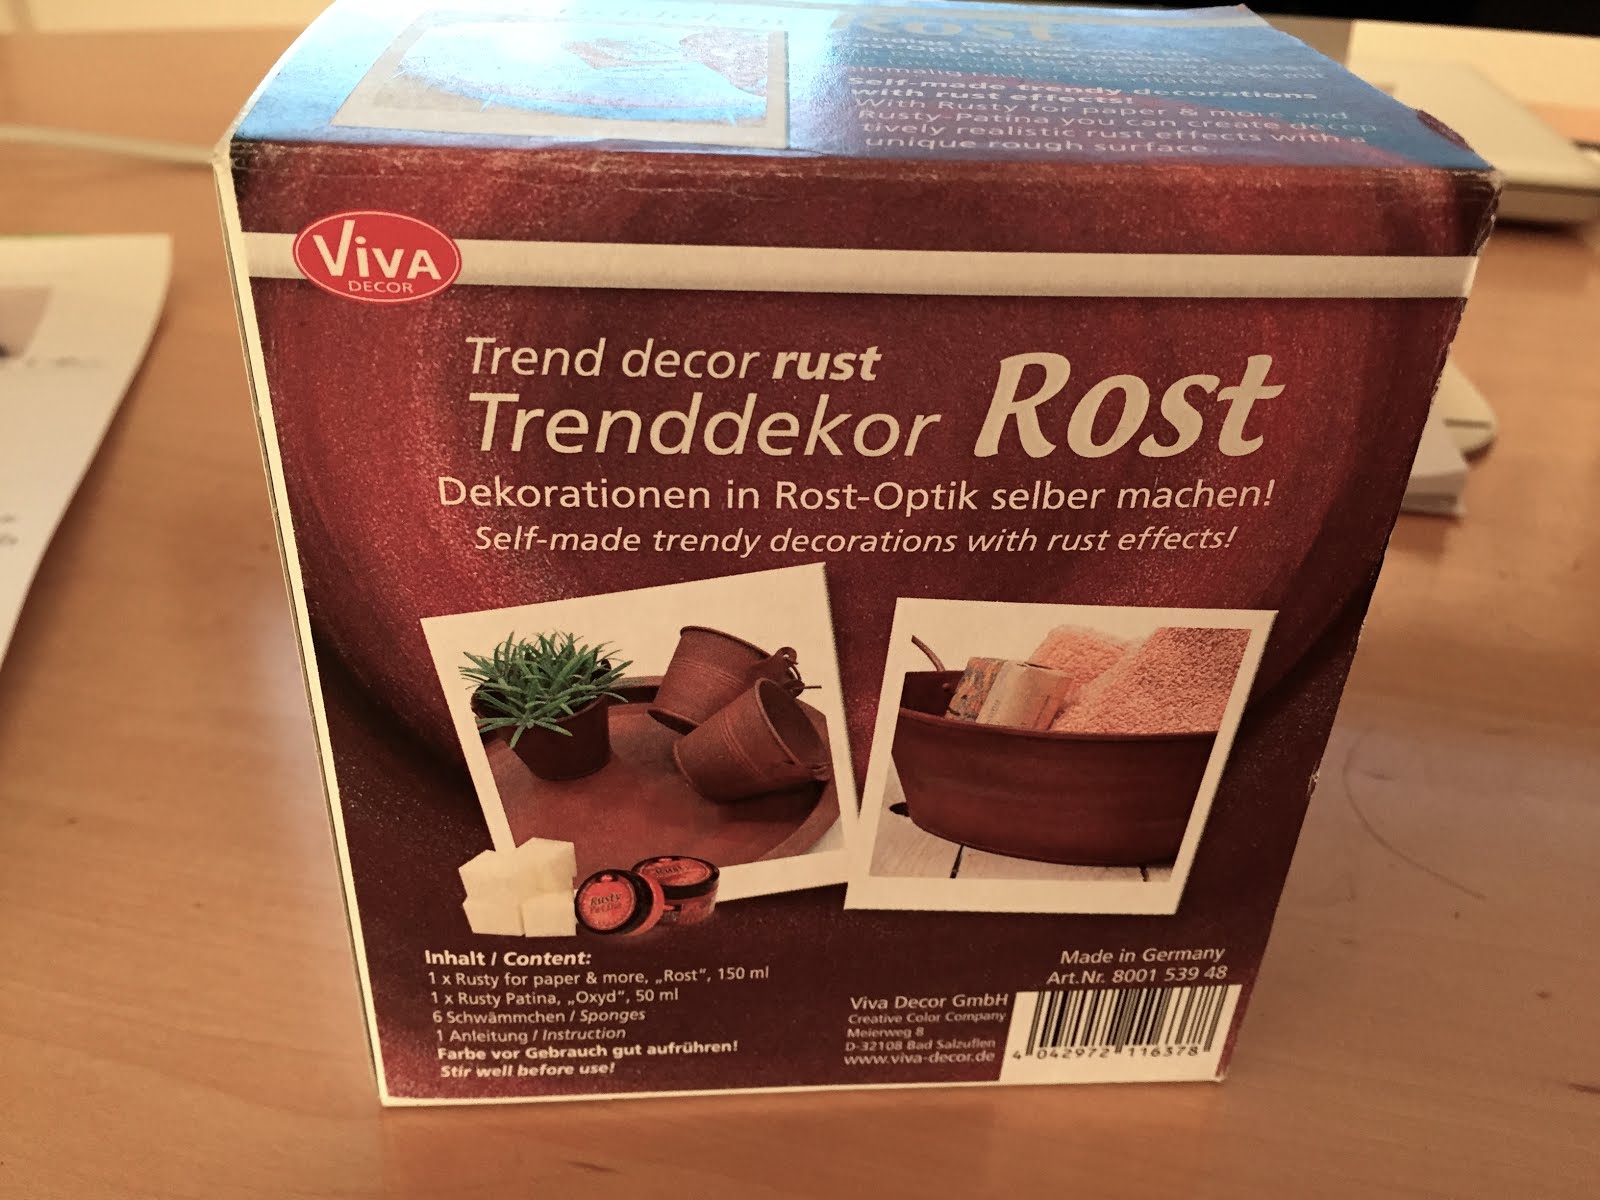 Rost
Self-made trendy decorations
with rust effects!
With Rusty for paper & more and
Rusty-Patina you can create decep-
tively realistic rust effects with a
unique rough surface
VIVA
DECOR
Trend decor rust
Trenddekor Rost
Dekorationen in Rost-Optik selber machen!
Self-made trendy decorations with rust effects!
Rusty
Inhalt / Content:
1 x Rusty for paper & more, „Rost“, 150 ml
1 x Rusty Patina, „Oxyd“, 50 ml
6 Schwämmchen / Sponges
1 Anleitung / Instruction
Farbe vor Gebrauch gut aufrühren!
Stir well before use!
Made in Germany
Art.Nr. 8001 539 48
Viva Decor GmbH
Creative Color Company
Meierweg 8
D-32108 Bad Salzuflen
www.viva-decor.de
4 042972 116378